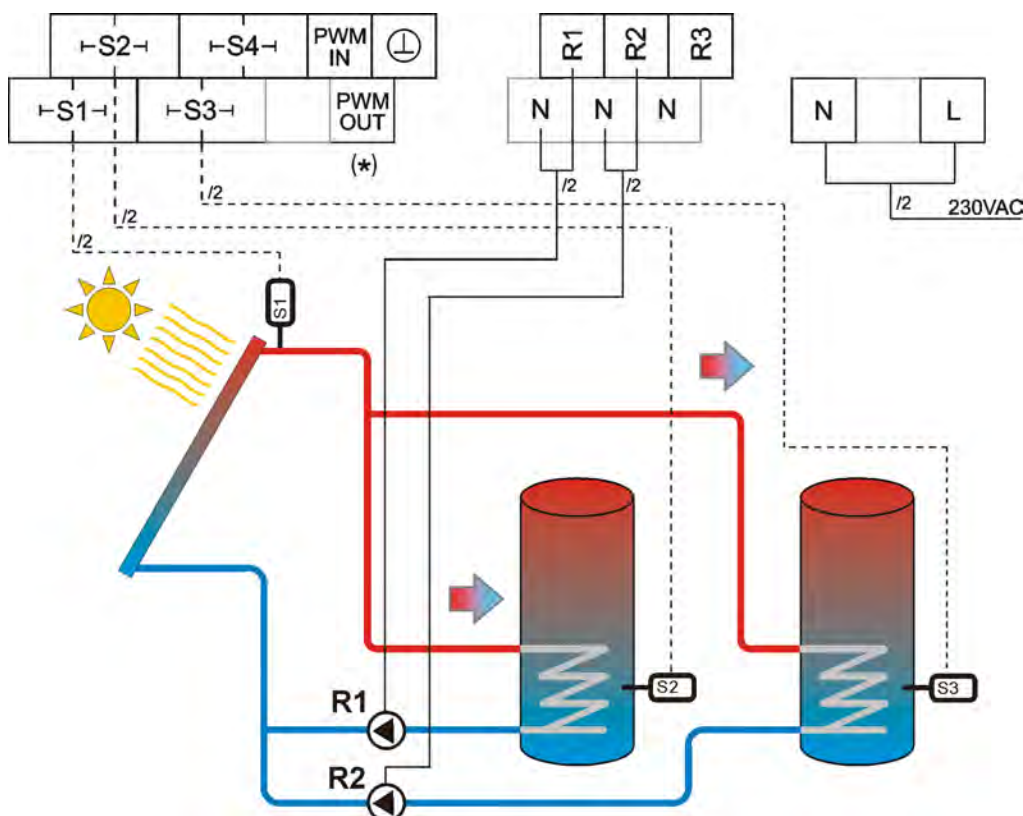 S2
S4
PWM
IN
R1
R2
R3
S1
S3
PWM
OUT
N
N
N
N
L
(*)
/2
/2
/2
/2
/2
/2
230VAC
S1
S2
S3
R1
R2